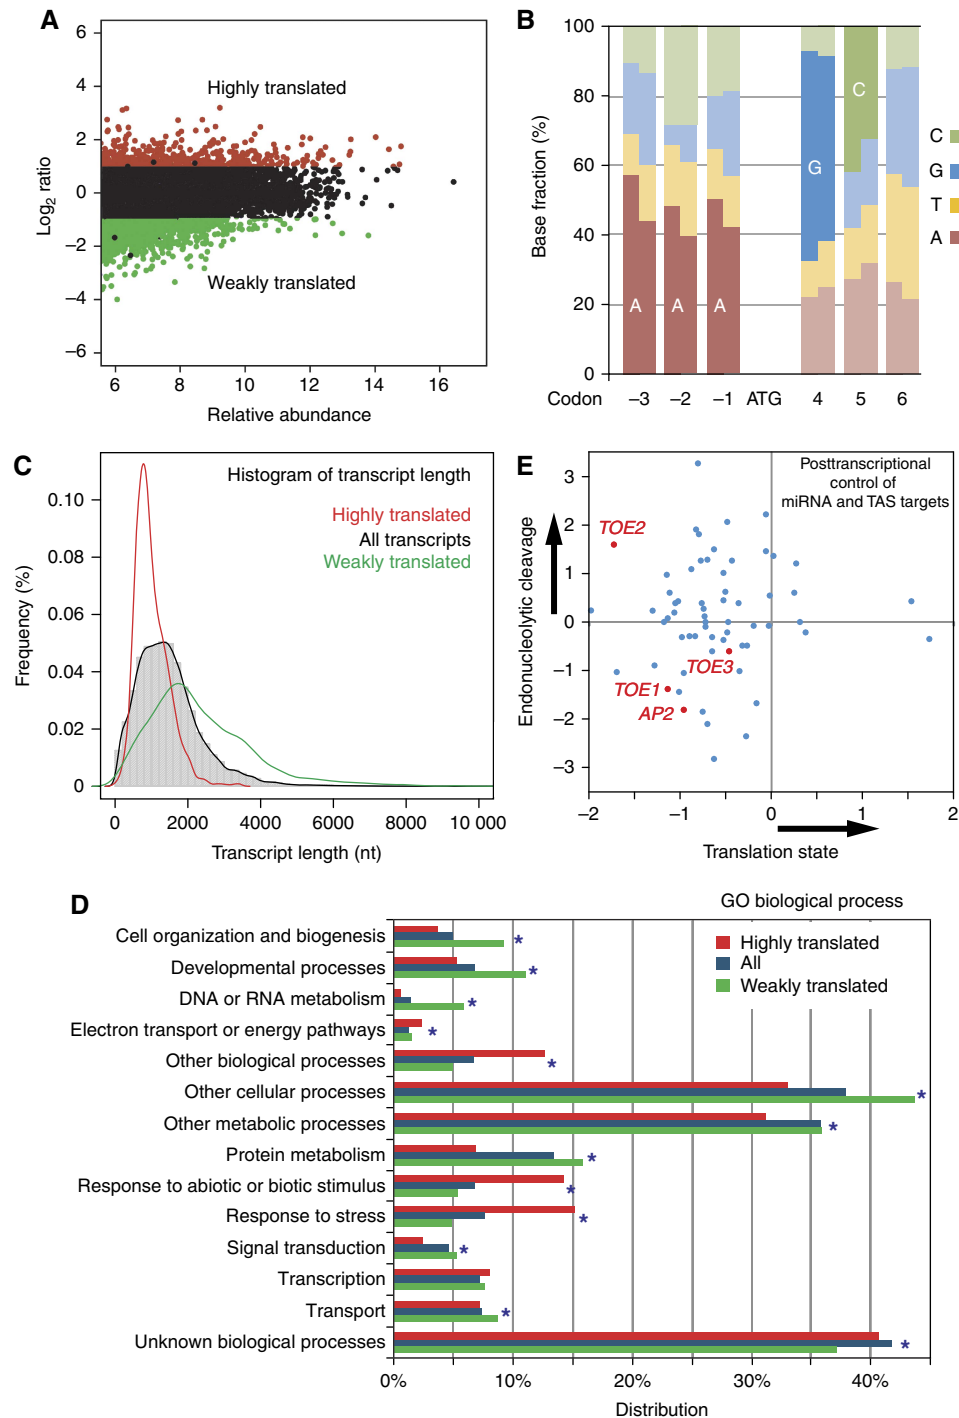 A
6
4
2
0
−2
−4
−6
Log2 ratio
Highly translated
Weakly translated
6 8 10 12 14 16
Relative abundance
B
100
80
60
40
20
0
Base fraction (%)
C
G
A A A
C
G
T
A
Codon −3 −2 −1 ATG 4 5 6
C
0.10
0.08
0.06
0.04
0.02
0
Frequency (%)
Histogram of transcript length
Highly translated
All transcripts
Weakly translated
0 2000 4000 6000 8000 10 000
Transcript length (nt)
E
3
2
1
0
−1
−2
−3
Endonucleolytic cleavage
Posttranscriptional
control of
miRNA and TAS targets
TOE2
TOE3
TOE1
AP2
−2 −1 0 1 2
Translation state
D
GO biological process
Highly translated
All
Weakly translated
Cell organization and biogenesis *
Developmental processes *
DNA or RNA metabolism *
Electron transport or energy pathways *
Other biological processes *
Other cellular processes *
Other metabolic processes *
Protein metabolism *
Response to abiotic or biotic stimulus *
Response to stress *
Signal transduction *
Transcription
Transport *
Unknown biological processes *
0% 10% 20% 30% 40%
Distribution